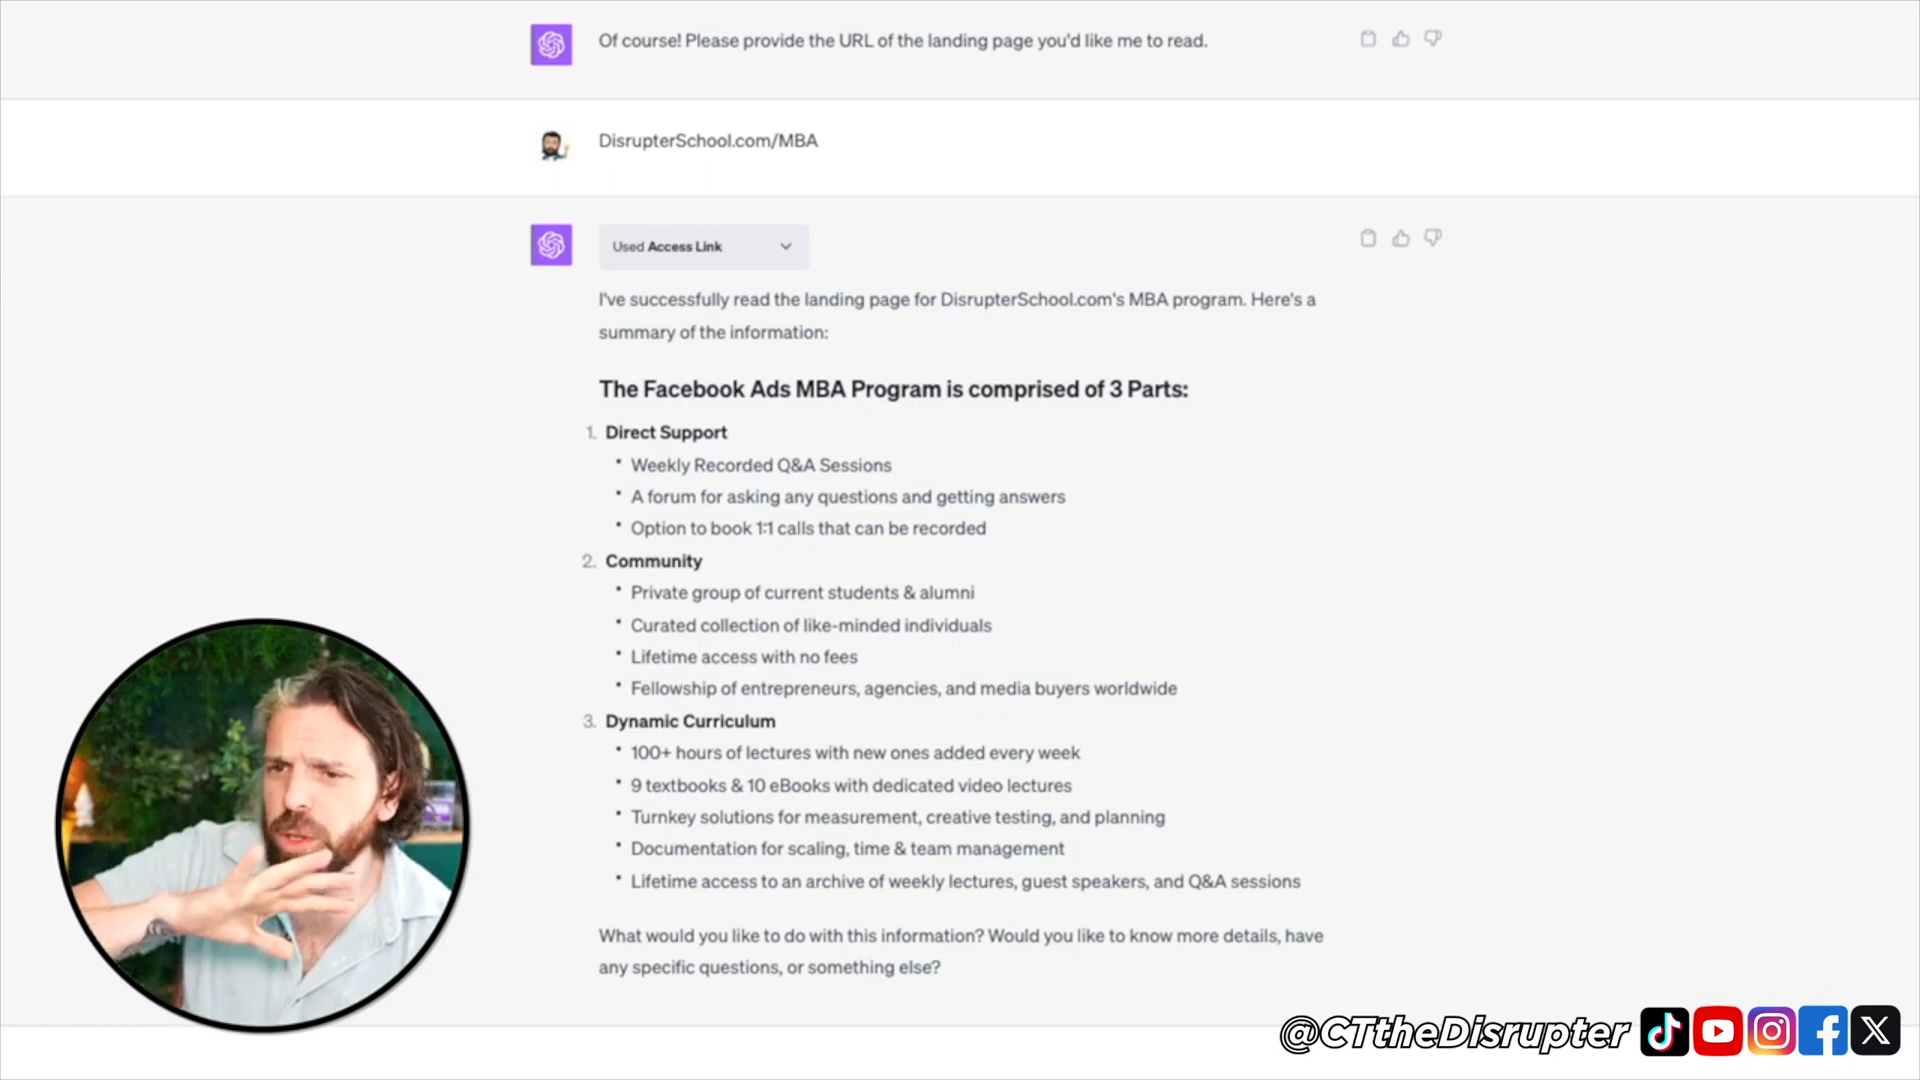 Of course! Please provide the URL of the landing page you'd like me to read.
DisrupterSchool.com/MBA
Used Access Link
I've successfully read the landing page for DisrupterSchool.com's MBA program. Here's a
summary of the information:
The Facebook Ads MBA Program is comprised of 3 Parts:
1. Direct Support
• Weekly Recorded Q&A Sessions
• A forum for asking any questions and getting answers
• Option to book 1:1 calls that can be recorded
2. Community
• Private group of current students & alumni
• Curated collection of like-minded individuals
• Lifetime access with no fees
• Fellowship of entrepreneurs, agencies, and media buyers worldwide
3. Dynamic Curriculum
• 100+ hours of lectures with new ones added every week
• 9 textbooks & 10 eBooks with dedicated video lectures
• Turnkey solutions for measurement, creative testing, and planning
• Documentation for scaling, time & team management
• Lifetime access to an archive of weekly lectures, guest speakers, and Q&A sessions
What would you like to do with this information? Would you like to know more details, have
any specific questions, or something else?
@CTtheDisrupter